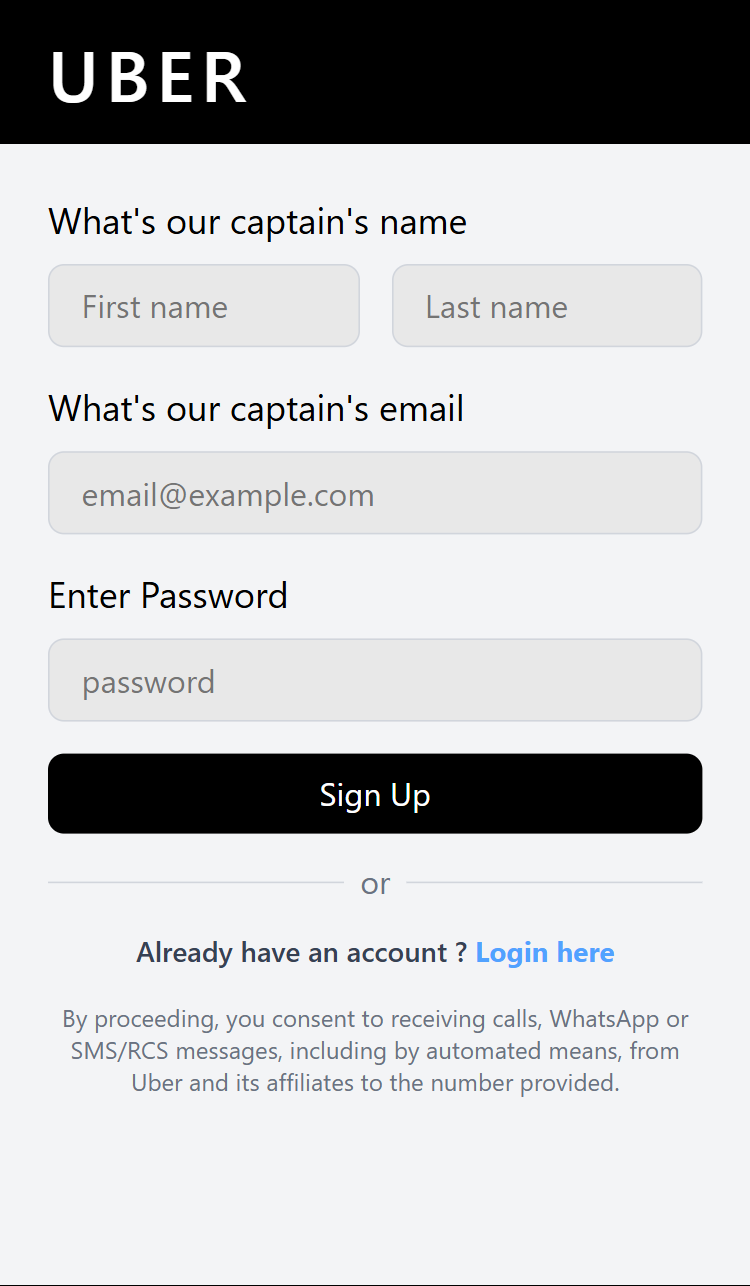 UBER
What's our captain's name
First name Last name
What's our captain's email
email@example.com
Enter Password
password
Sign Up
or
Already have an account ? Login here
By proceeding, you consent to receiving calls, WhatsApp or
SMS/RCS messages, including by automated means, from
Uber and its affiliates to the number provided.